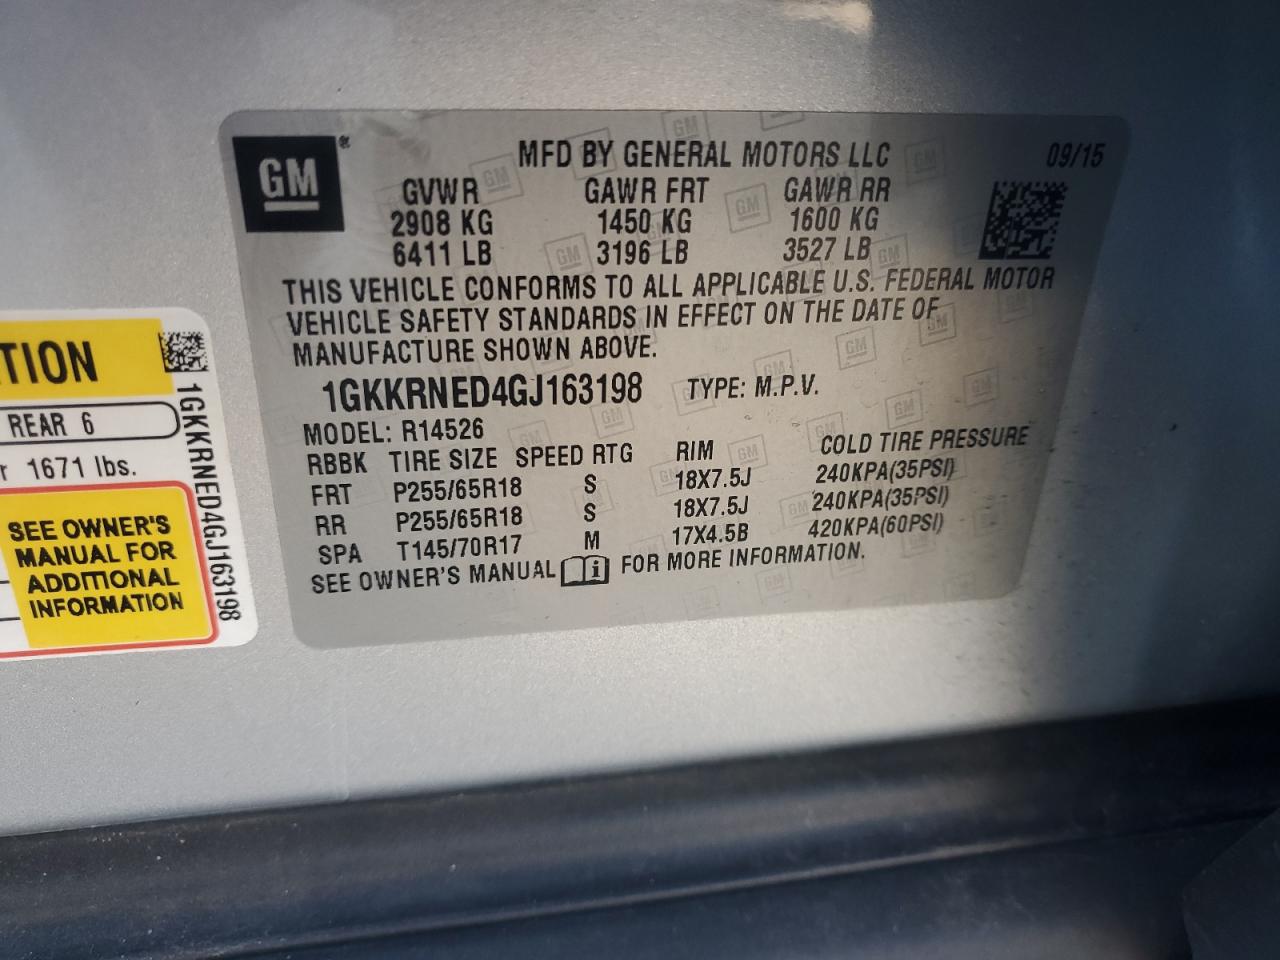 GM®
MFD BY GENERAL MOTORS LLC 09/15
GVWR GAWR FRT GAWR RR
2908 KG 1450 KG 1600 KG
6411 LB 3196 LB 3527 LB
THIS VEHICLE CONFORMS TO ALL APPLICABLE U.S. FEDERAL MOTOR
VEHICLE SAFETY STANDARDS IN EFFECT ON THE DATE OF
MANUFACTURE SHOWN ABOVE.
1GKKRNED4GJ163198 TYPE: M.P.V.
MODEL: R14526
RBBK TIRE SIZE SPEED RTG RIM COLD TIRE PRESSURE
FRT P255/65R18 S 18X7.5J 240KPA(35PSI)
RR P255/65R18 S 18X7.5J 240KPA(35PSI)
SPA T145/70R17 M 17X4.5B 420KPA(60PSI)
SEE OWNER'S MANUAL i FOR MORE INFORMATION.
TION
REAR 6
r 1671 lbs.
SEE OWNER'S
MANUAL FOR
ADDITIONAL
INFORMATION
1GKKRNED4GJ163198